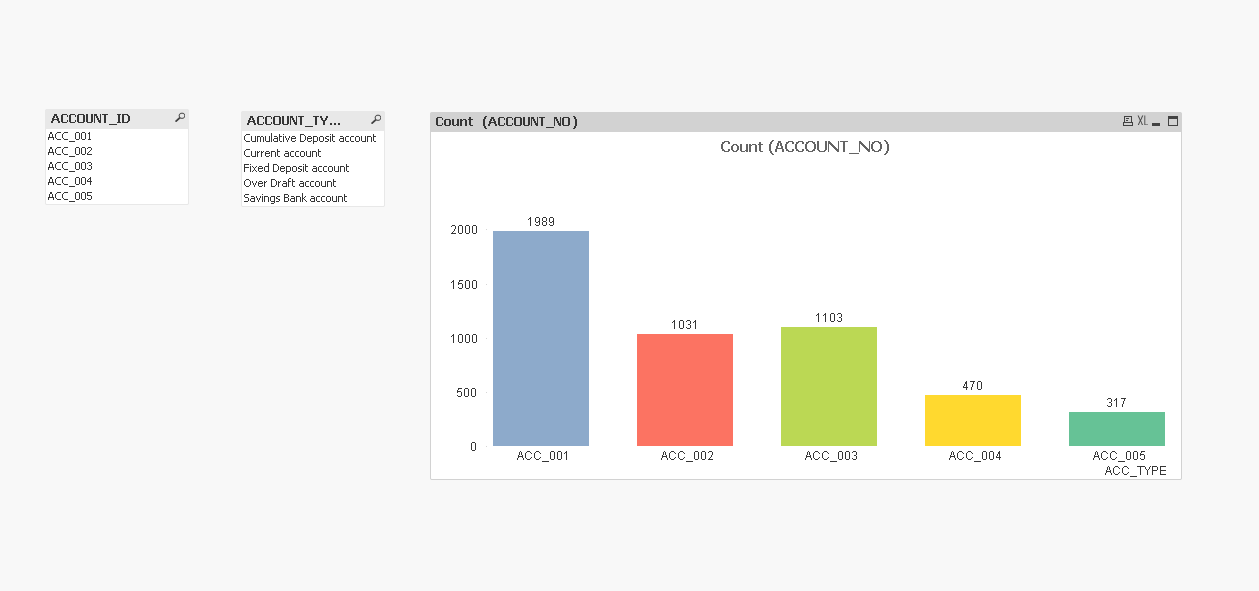 ACCOUNT_ID
ACC_001
ACC_002
ACC_003
ACC_004
ACC_005
ACCOUNT_TY...
Cumulative Deposit account
Current account
Fixed Deposit account
Over Draft account
Savings Bank account
Count (ACCOUNT_NO)
XL
Count (ACCOUNT_NO)
2000
1500
1000
500
0
1989
1031
1103
470
317
ACC_001
ACC_002
ACC_003
ACC_004
ACC_005
ACC_TYPE